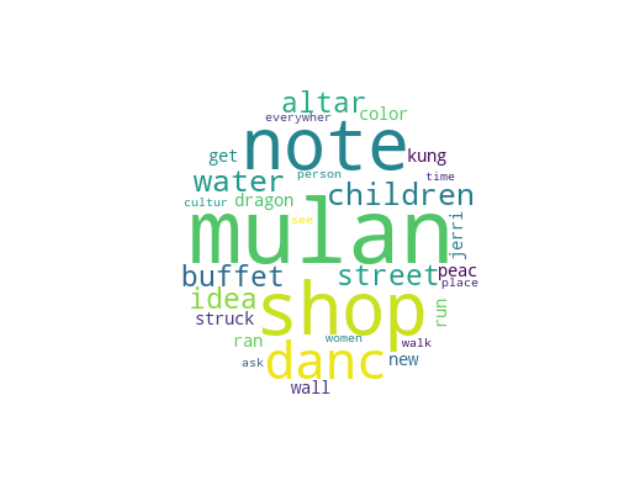 altar
color
everywher
note
get
kung
person
time
water
children
cultur
dragon
see
mulan
jerri
buffet
street
peac
place
idea
shop
run
struck
ran
women
walk
danc
new
ask
wall